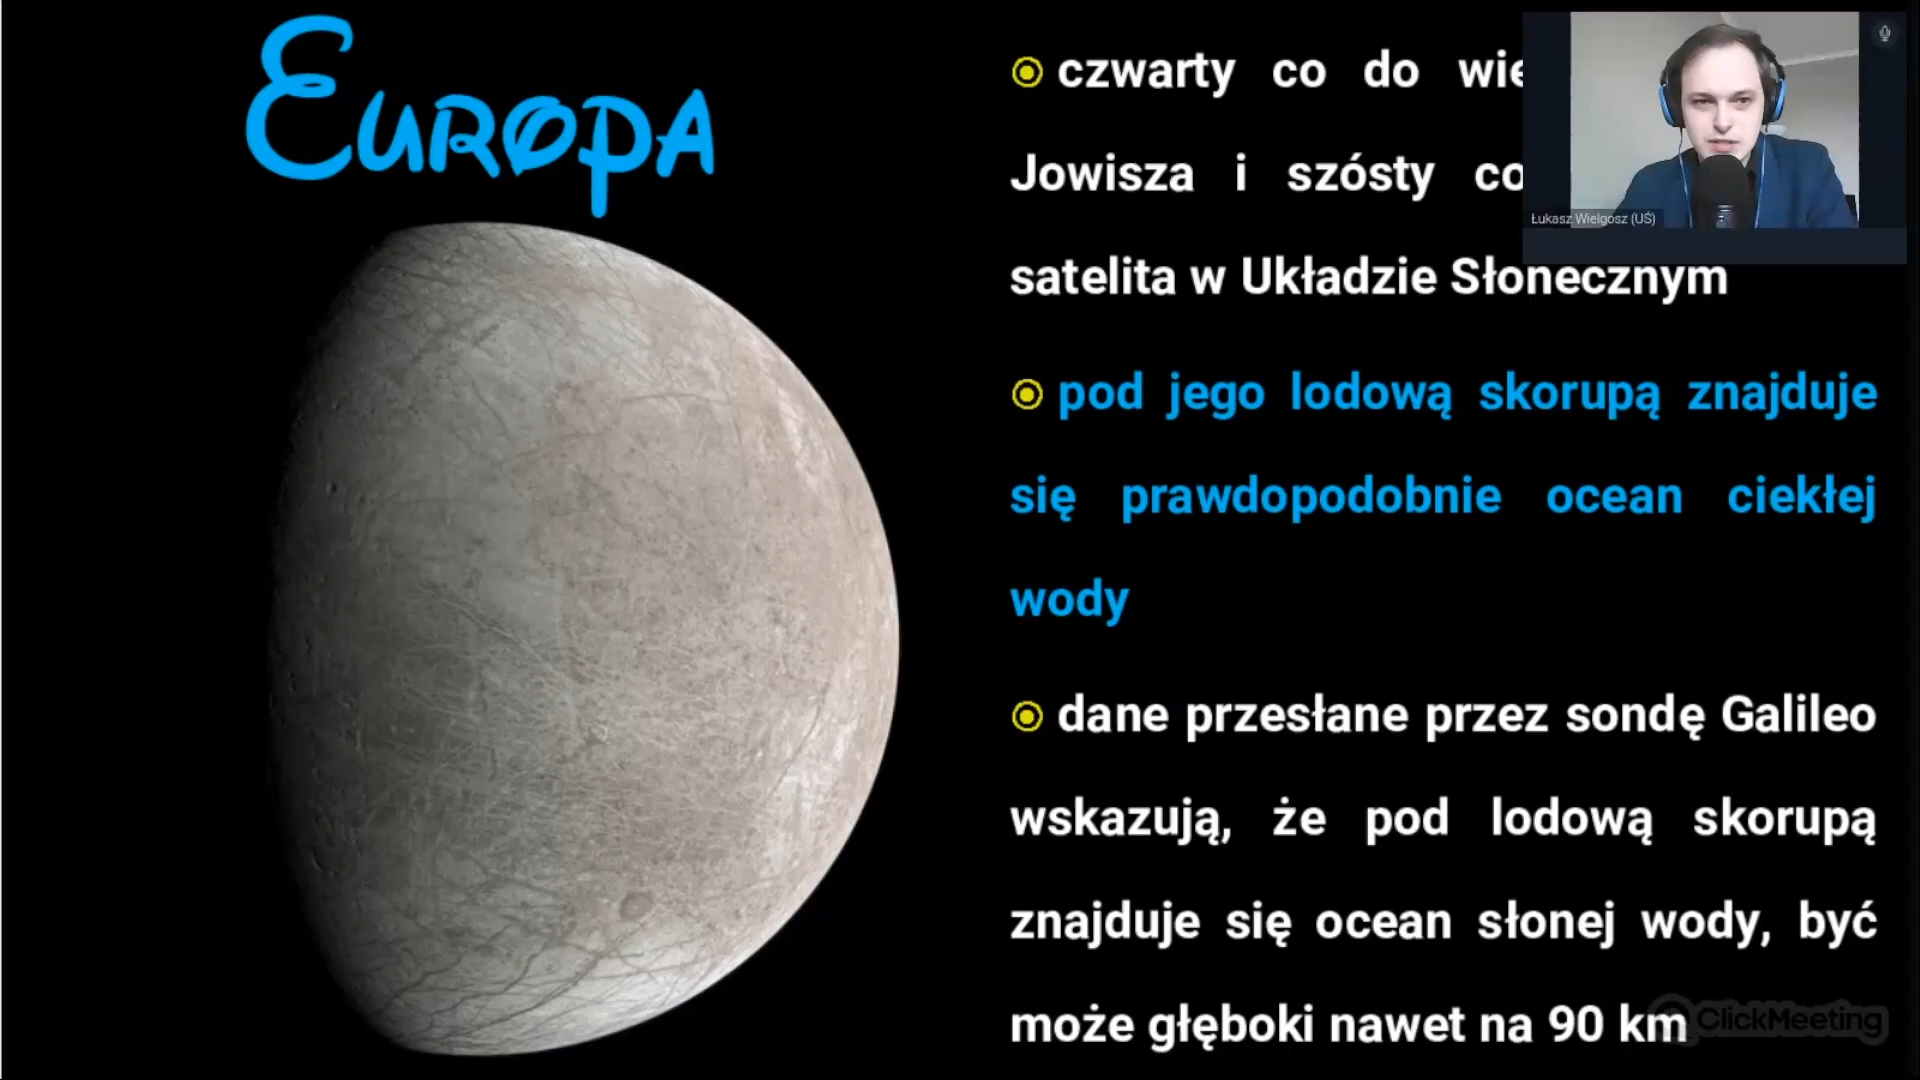 Europa
czwarty co do
Jowisza i szósty co
satelita w Układzie Słonecznym
pod jego lodową skorupą znajduje
się prawdopodobnie ocean ciekłej
wody
dane przesłane przez sondę Galileo
wskazują, że pod lodową skorupą
znajduje się ocean słonej wody, być
może głęboki nawet na 90 km
Łukasz Wielgosz (UŚ)
ClickMeeting